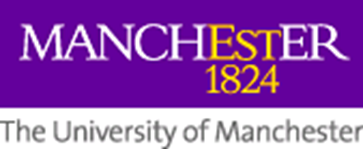 MANCHEstER
1824
The University of Manchester